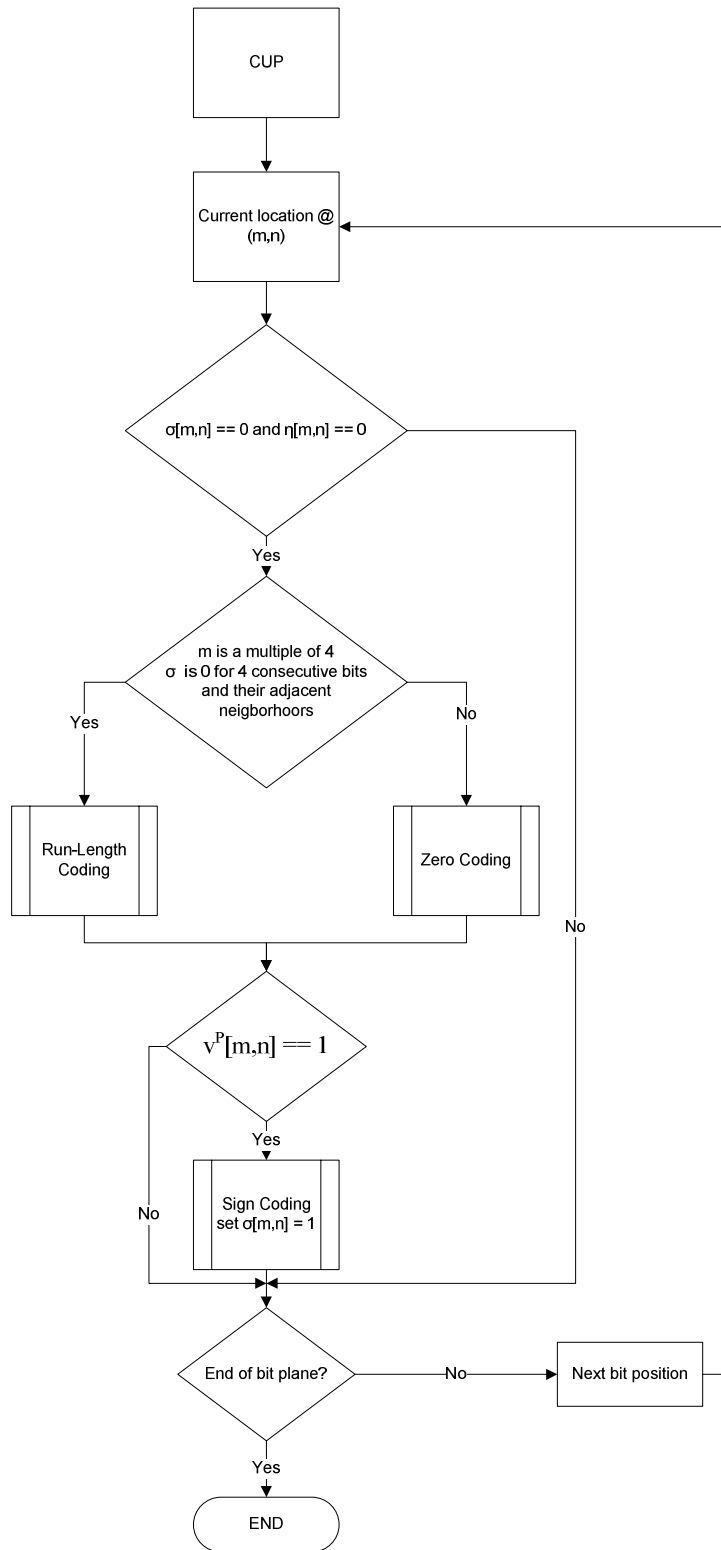 CUP
Current location @
(m,n)
σ[m,n] == 0 and η[m,n] == 0
Yes
m is a multiple of 4
σ is 0 for 4 consecutive bits
and their adjacent
neigborhoors
Yes
No
Run-Length
Coding
Zero Coding
No
v^P[m,n] == 1
Yes
Sign Coding
set σ[m,n] = 1
No
End of bit plane?
No
Next bit position
Yes
END